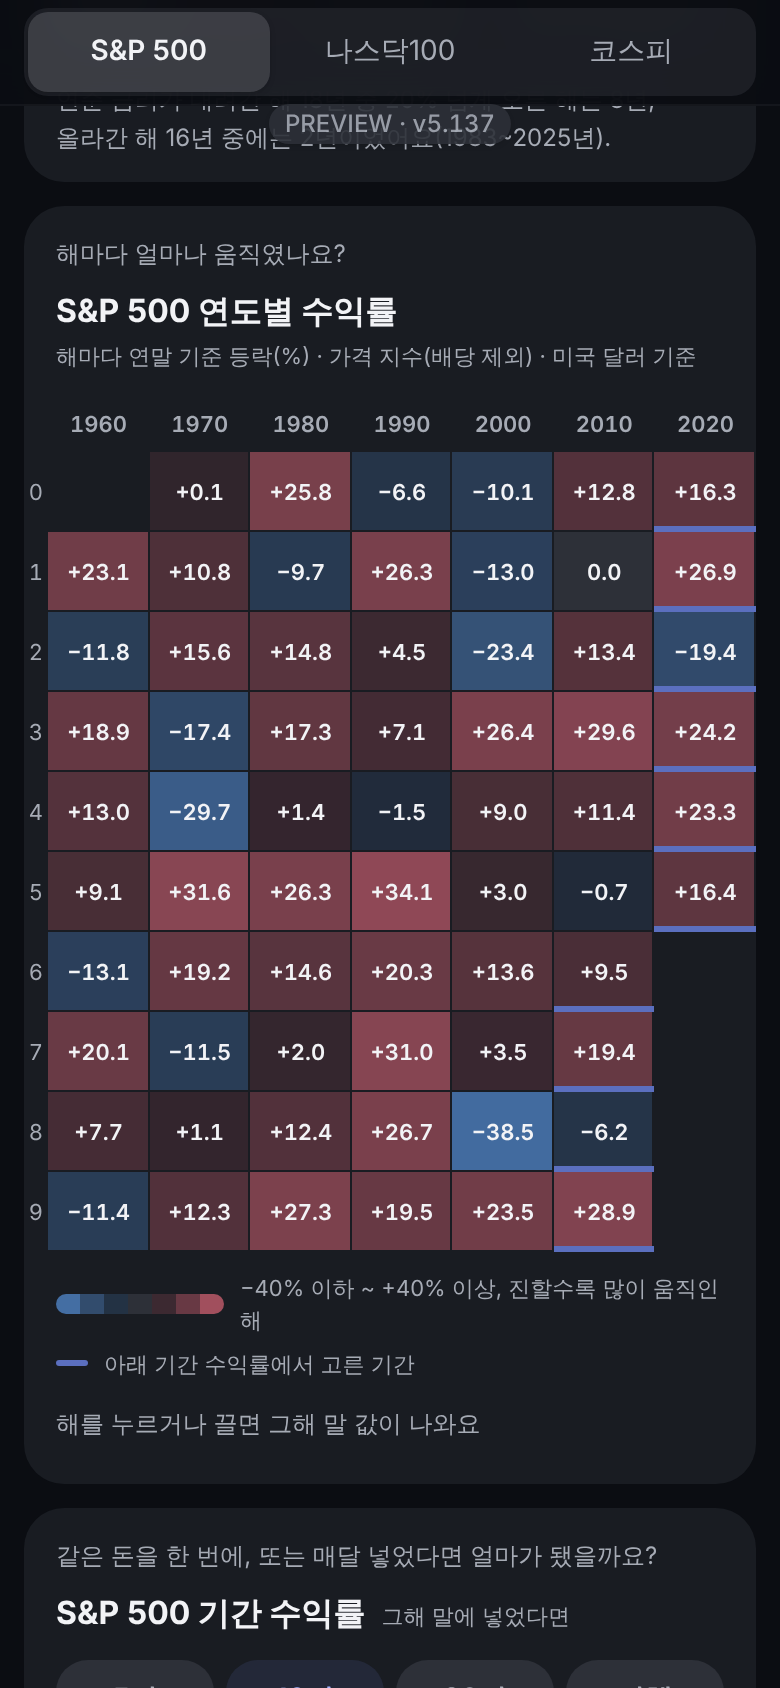 S&P 500 나스닥100 코스피
PREVIEW · v5.137
올라간 해 16년 중에는 2년이었어요(1983~2025년).
해마다 얼마나 움직였나요?
S&P 500 연도별 수익률
해마다 연말 기준 등락(%) · 가격 지수(배당 제외) · 미국 달러 기준
1960 1970 1980 1990 2000 2010 2020
0 +0.1 +25.8 −6.6 −10.1 +12.8 +16.3
1 +23.1 +10.8 −9.7 +26.3 −13.0 0.0 +26.9
2 −11.8 +15.6 +14.8 +4.5 −23.4 +13.4 −19.4
3 +18.9 −17.4 +17.3 +7.1 +26.4 +29.6 +24.2
4 +13.0 −29.7 +1.4 −1.5 +9.0 +11.4 +23.3
5 +9.1 +31.6 +26.3 +34.1 +3.0 −0.7 +16.4
6 −13.1 +19.2 +14.6 +20.3 +13.6 +9.5
7 +20.1 −11.5 +2.0 +31.0 +3.5 +19.4
8 +7.7 +1.1 +12.4 +26.7 −38.5 −6.2
9 −11.4 +12.3 +27.3 +19.5 +23.5 +28.9
−40% 이하 ~ +40% 이상, 진할수록 많이 움직인
해
아래 기간 수익률에서 고른 기간
해를 누르거나 끌면 그해 말 값이 나와요
같은 돈을 한 번에, 또는 매달 넣었다면 얼마가 됐을까요?
S&P 500 기간 수익률 그해 말에 넣었다면